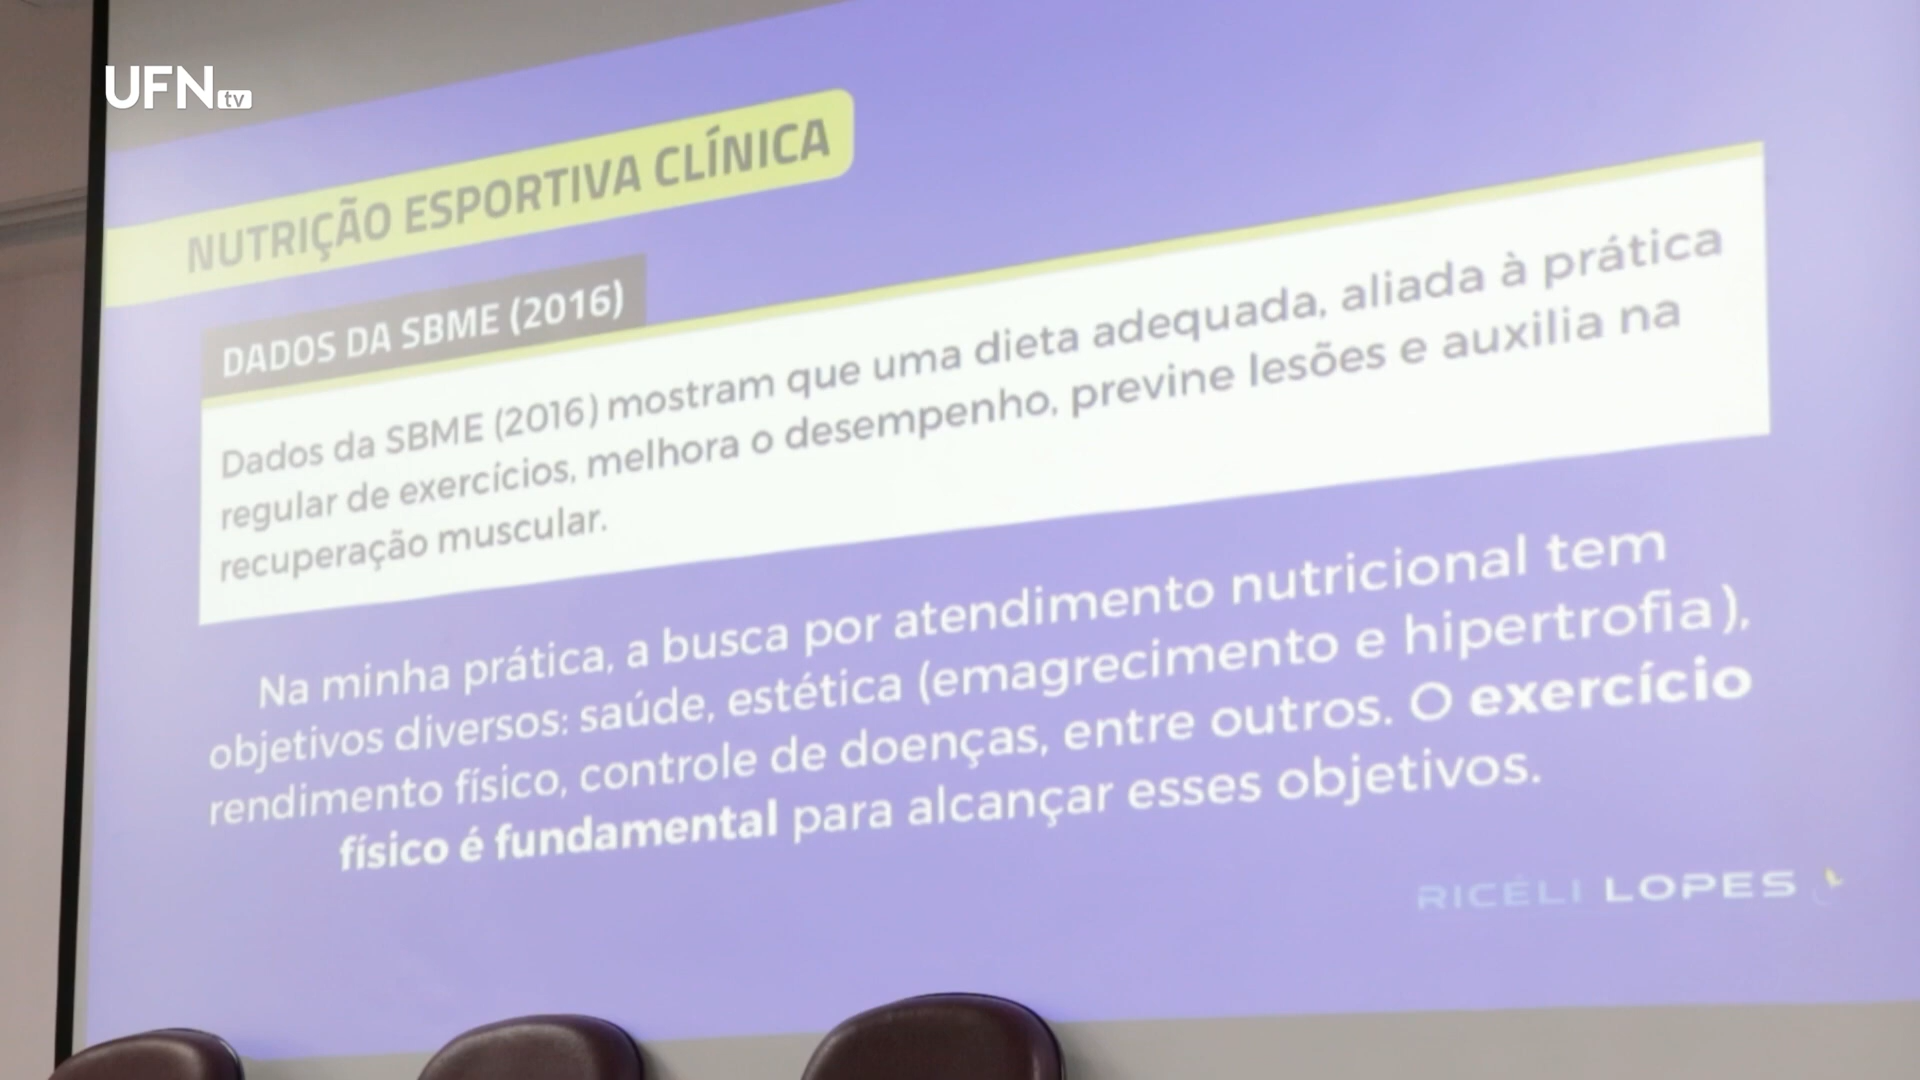 UFN tv
NUTRIÇÃO ESPORTIVA CLÍNICA
DADOS DA SBME (2016)
Dados da SBME (2016) mostram que uma dieta adequada, aliada à prática
regular de exercícios, melhora o desempenho, previne lesões e auxilia na
recuperação muscular.
Na minha prática, a busca por atendimento nutricional tem
objetivos diversos: saúde, estética (emagrecimento e hipertrofia),
rendimento físico, controle de doenças, entre outros. O exercício
físico é fundamental para alcançar esses objetivos.
RICÉLI LOPES